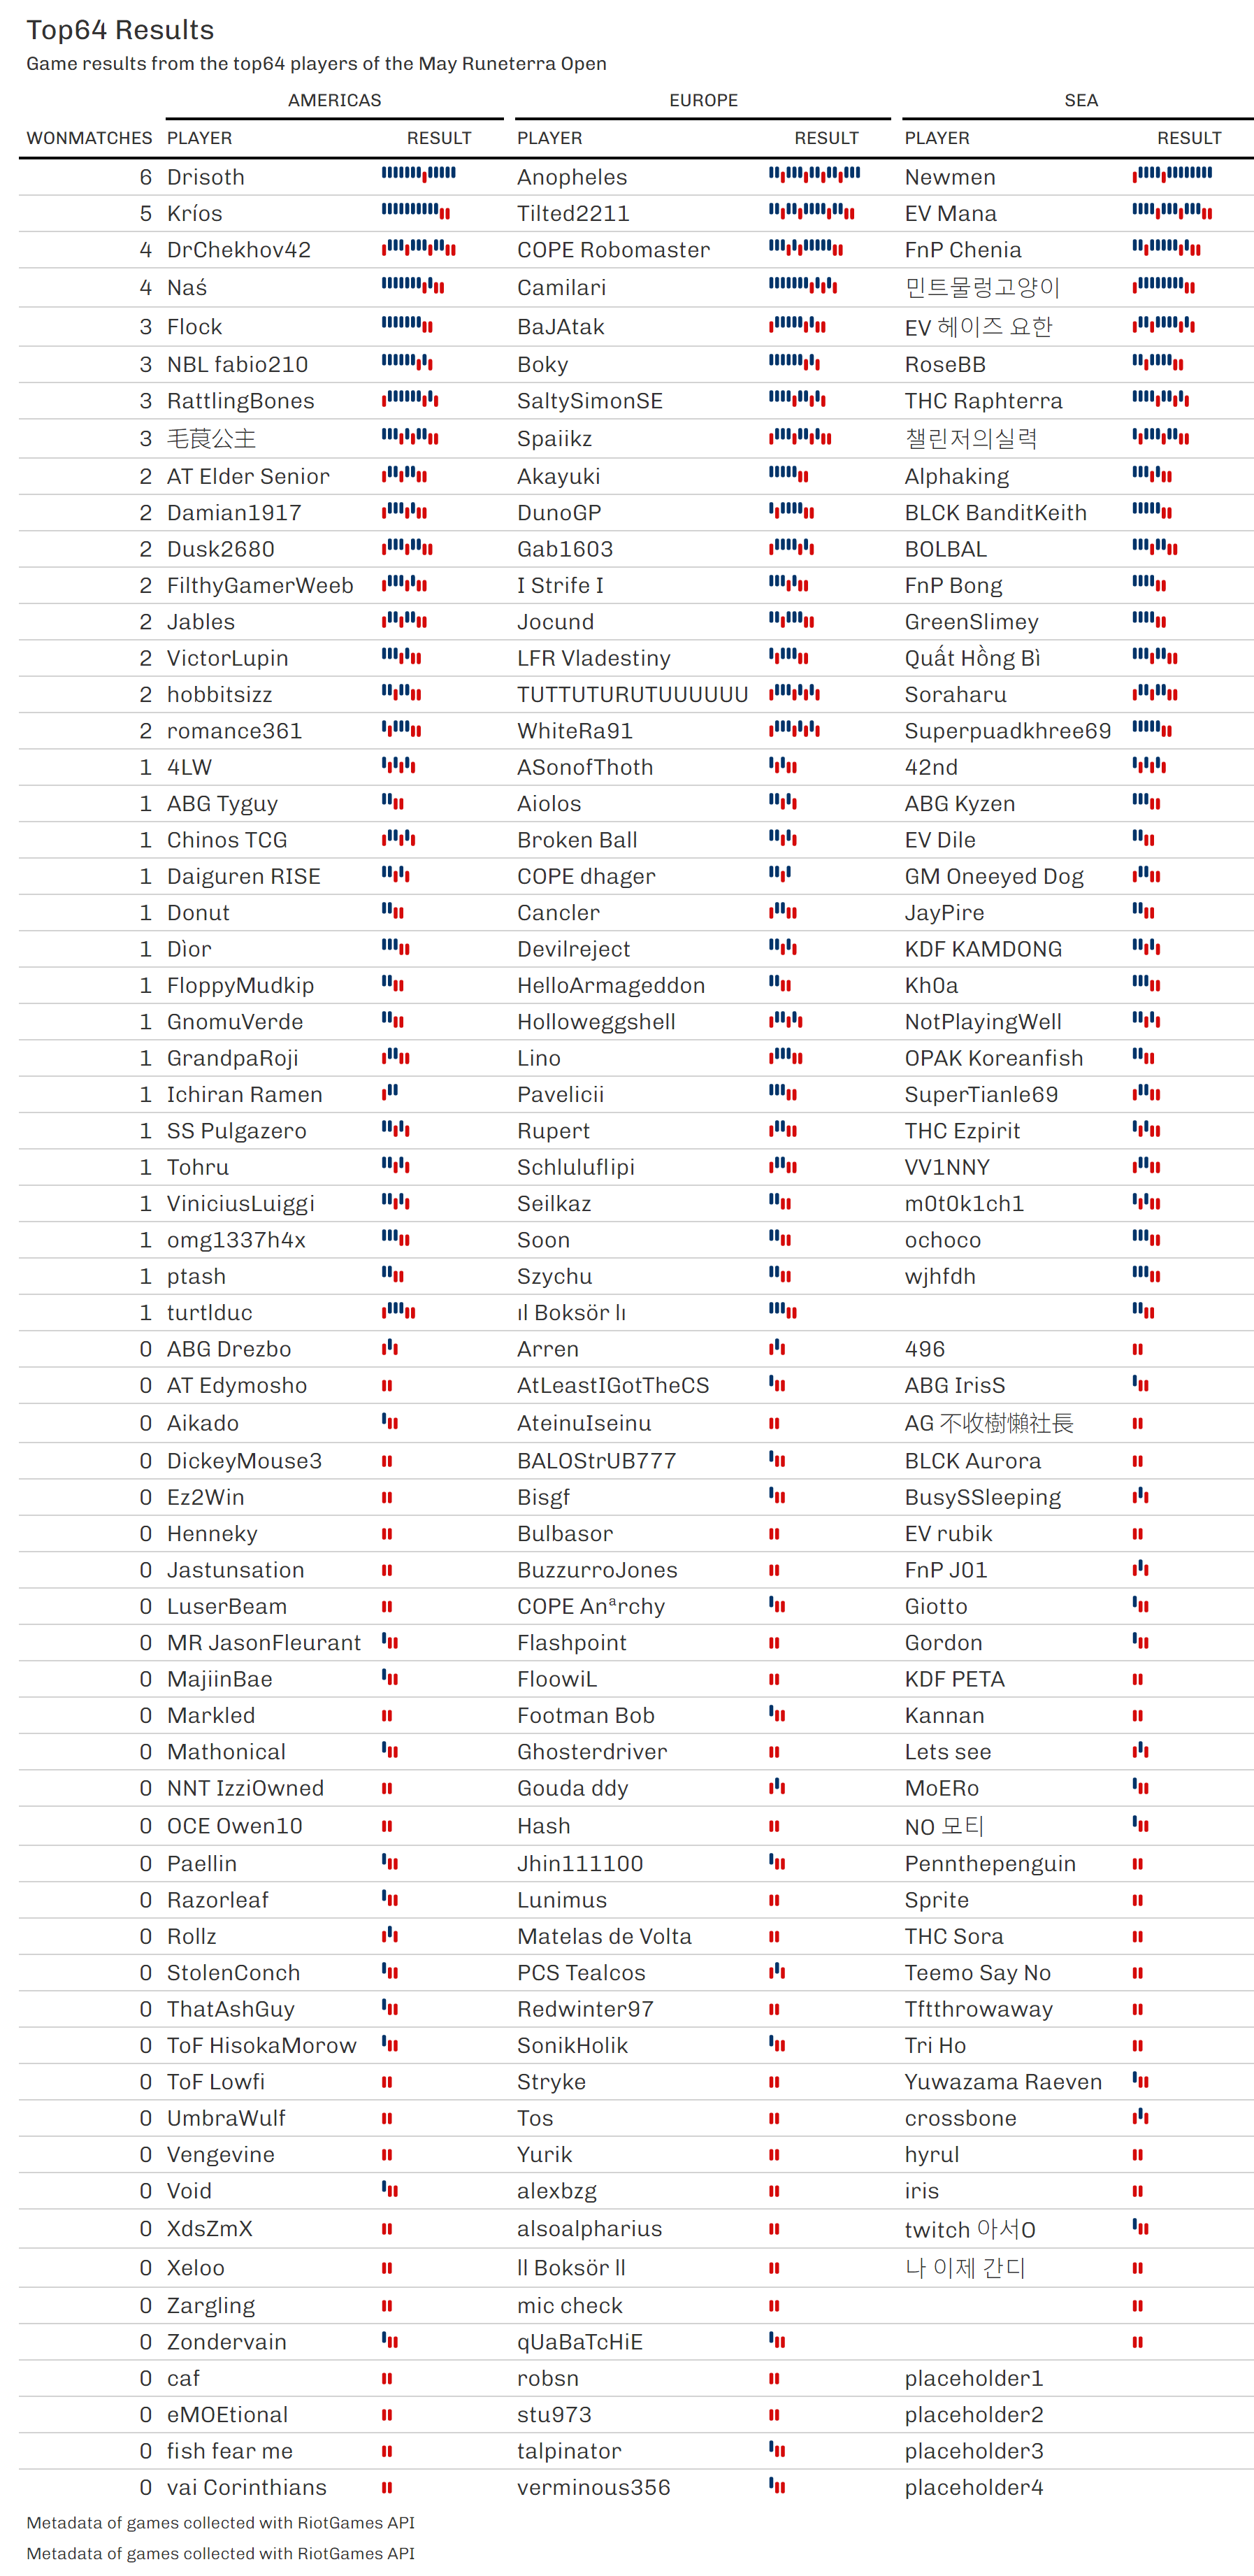 Top64 Results
Game results from the top64 players of the May Runeterra Open
AMERICAS EUROPE SEA
WONMATCHES PLAYER RESULT PLAYER RESULT PLAYER RESULT
6 Drisoth Anopheles Newmen
5 Kríos Tilted2211 EV Mana
4 DrChekhov42 COPE Robomaster FnP Chenia
4 Naś Camilari 민트물렁고양이
3 Flock BaJAtak EV 헤이즈 요한
3 NBL fabio210 Boky RoseBB
3 RattlingBones SaltySimonSE THC Raphterra
3 毛莨公主 Spaiikz 챌린저의실력
2 AT Elder Senior Akayuki Alphaking
2 Damian1917 DunoGP BLCK BanditKeith
2 Dusk2680 Gab1603 BOLBAL
2 FilthyGamerWeeb I Strife I FnP Bong
2 Jables Jocund GreenSlimey
2 VictorLupin LFR Vladestiny Quất Hồng Bì
2 hobbitsizz TUTTUTURUTUUUUUU Soraharu
2 romance361 WhiteRa91 Superpuadkhree69
1 4LW ASonofThoth 42nd
1 ABG Tyguy Aiolos ABG Kyzen
1 Chinos TCG Broken Ball EV Dile
1 Daiguren RISE COPE dhager GM Oneeyed Dog
1 Donut Cancler JayPire
1 Dìor Devilreject KDF KAMDONG
1 FloppyMudkip HelloArmageddon Kh0a
1 GnomuVerde Holloweggshell NotPlayingWell
1 GrandpaRoji Lino OPAK Koreanfish
1 Ichiran Ramen Pavelicii SuperTianle69
1 SS Pulgazero Rupert THC Ezpirit
1 Tohru Schluluflipi VV1NNY
1 ViniciusLuiggi Seilkaz m0t0k1ch1
1 omg1337h4x Soon ochoco
1 ptash Szychu wjhfdh
1 turtlduc ıl Boksör lı
0 ABG Drezbo Arren 496
0 AT Edymosho AtLeastIGotTheCS ABG IrisS
0 Aikado AteinuIseinu AG 不收樹懶社長
0 DickeyMouse3 BALOStrUB777 BLCK Aurora
0 Ez2Win Bisgf BusySSleeping
0 Henneky Bulbasor EV rubik
0 Jastunsation BuzzurroJones FnP J01
0 LuserBeam COPE Anᵃrchy Giotto
0 MR JasonFleurant Flashpoint Gordon
0 MajiinBae FloowiL KDF PETA
0 Markled Footman Bob Kannan
0 Mathonical Ghosterdriver Lets see
0 NNT IzziOwned Gouda ddy MoERo
0 OCE Owen10 Hash NO 모티
0 Paellin Jhin111100 Pennthepenguin
0 Razorleaf Lunimus Sprite
0 Rollz Matelas de Volta THC Sora
0 StolenConch PCS Tealcos Teemo Say No
0 ThatAshGuy Redwinter97 Tftthrowaway
0 ToF HisokaMorow SonikHolik Tri Ho
0 ToF Lowfi Stryke Yuwazama Raeven
0 UmbraWulf Tos crossbone
0 Vengevine Yurik hyrul
0 Void alexbzg iris
0 XdsZmX alsoalpharius twitch 아서O
0 Xeloo ll Boksör ll 나 이제 간디
0 Zargling mic check
0 Zondervain qUaBaTcHiE
0 caf robsn placeholder1
0 eMOEtional stu973 placeholder2
0 fish fear me talpinator placeholder3
0 vai Corinthians verminous356 placeholder4
Metadata of games collected with RiotGames API
Metadata of games collected with RiotGames API